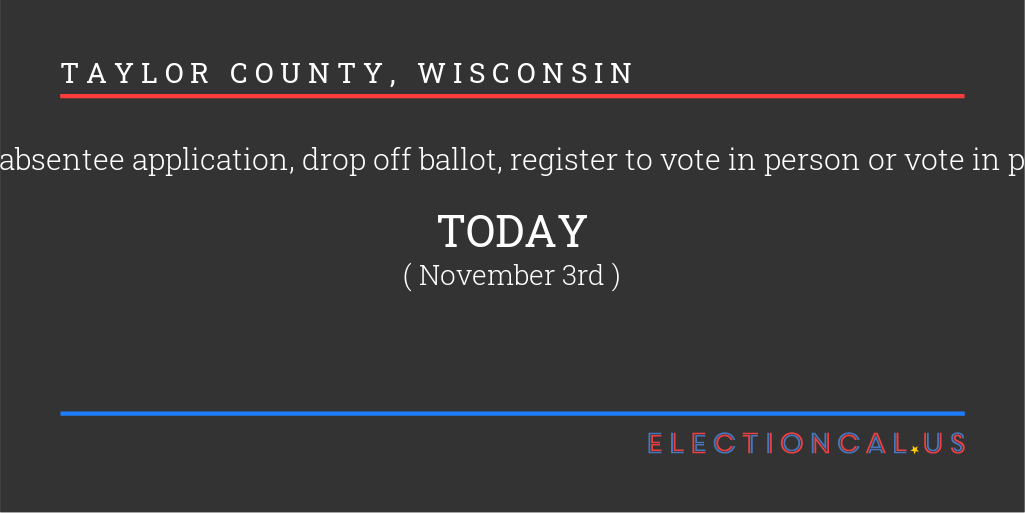 TAYLOR COUNTY, WISCONSIN
absentee application, drop off ballot, register to vote in person or vote in p
TODAY
( November 3rd )
ELECTIONCAL.US